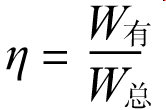 η = W有 / W总